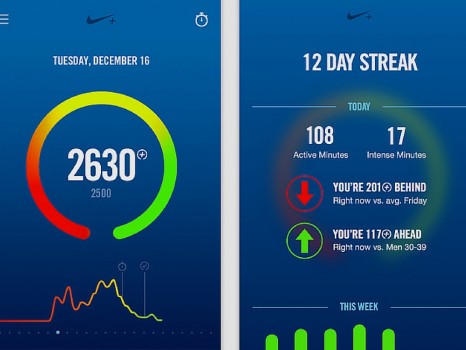 TUESDAY, DECEMBER 16
2630
2500
12 DAY STREAK
TODAY
108
17
Active Minutes
Intense Minutes
YOU'RE 201 BEHIND
Right now vs. avg. Friday
YOU'RE 117 AHEAD
Right now vs. Men 30-39
THIS WEEK